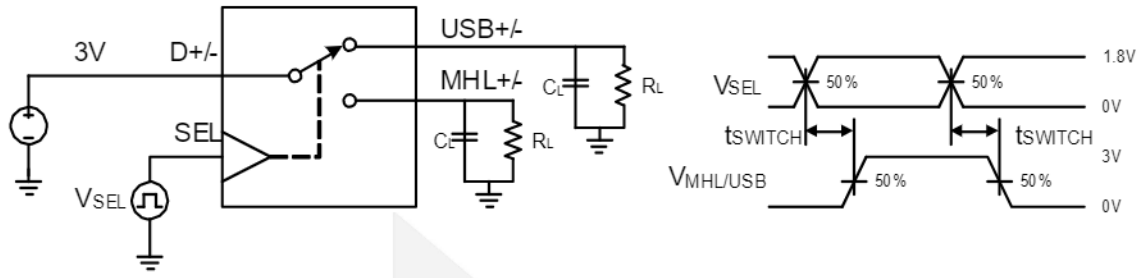 3V
D+/-
USB+/-
CL
RL
MHL+/-
CL
RL
SEL
VSEL
VSEL
50%
50%
1.8V
0V
tSWITCH
tSWITCH
VMHL/USB
50%
50%
3V
0V